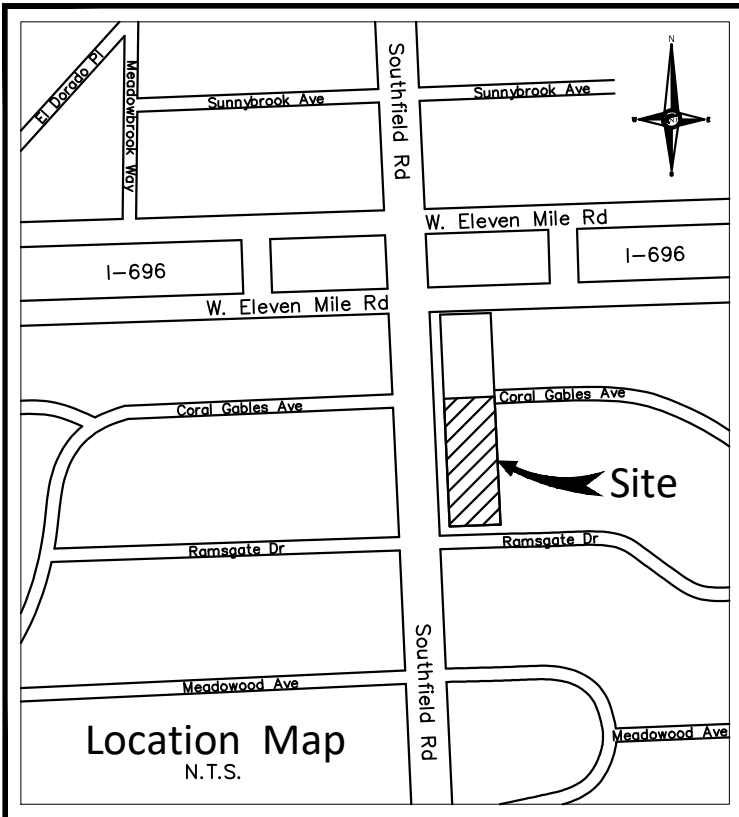 El Dorado Pl
Meadowbrook Way
Sunnybrook Ave
Southfield Rd
Sunnybrook Ave
N
W. Eleven Mile Rd
I-696
I-696
W. Eleven Mile Rd
Coral Gables Ave
Coral Gables Ave
Site
Ramsgate Dr
Ramsgate Dr
Southfield Rd
Meadowood Ave
Meadowood Ave
Location Map
N.T.S.